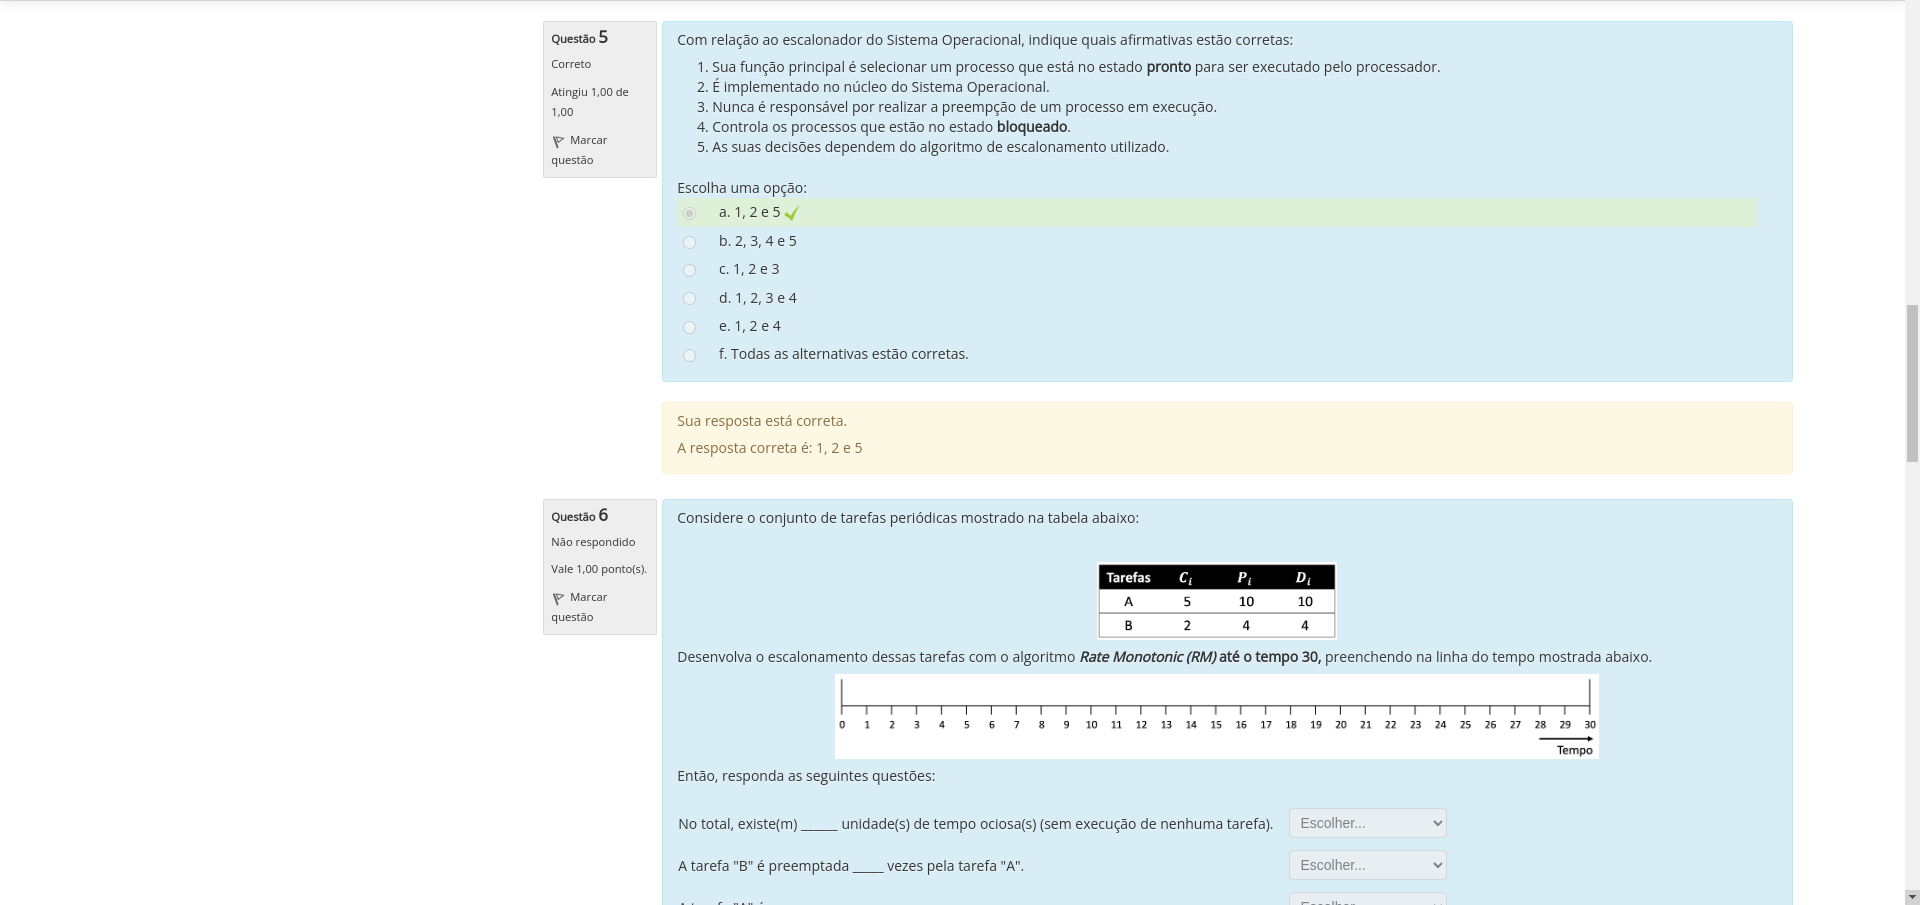 Questão 5
Correto
Atingiu 1,00 de
1,00
Marcar
questão
Com relação ao escalonador do Sistema Operacional, indique quais afirmativas estão corretas:
1. Sua função principal é selecionar um processo que está no estado pronto para ser executado pelo processador.
2. É implementado no núcleo do Sistema Operacional.
3. Nunca é responsável por realizar a preempção de um processo em execução.
4. Controla os processos que estão no estado bloqueado.
5. As suas decisões dependem do algoritmo de escalonamento utilizado.
Escolha uma opção:
a. 1, 2 e 5
b. 2, 3, 4 e 5
c. 1, 2 e 3
d. 1, 2, 3 e 4
e. 1, 2 e 4
f. Todas as alternativas estão corretas.
Sua resposta está correta.
A resposta correta é: 1, 2 e 5
Questão 6
Não respondido
Vale 1,00 ponto(s).
Marcar
questão
Considere o conjunto de tarefas periódicas mostrado na tabela abaixo:
Tarefas Ci Pi Di
A 5 10 10
B 2 4 4
Desenvolva o escalonamento dessas tarefas com o algoritmo Rate Monotonic (RM) até o tempo 30, preenchendo na linha do tempo mostrada abaixo.
0 1 2 3 4 5 6 7 8 9 10 11 12 13 14 15 16 17 18 19 20 21 22 23 24 25 26 27 28 29 30
Tempo
Então, responda as seguintes questões:
No total, existe(m) ______ unidade(s) de tempo ociosa(s) (sem execução de nenhuma tarefa). Escolher...
A tarefa "B" é preemptada _____ vezes pela tarefa "A". Escolher...